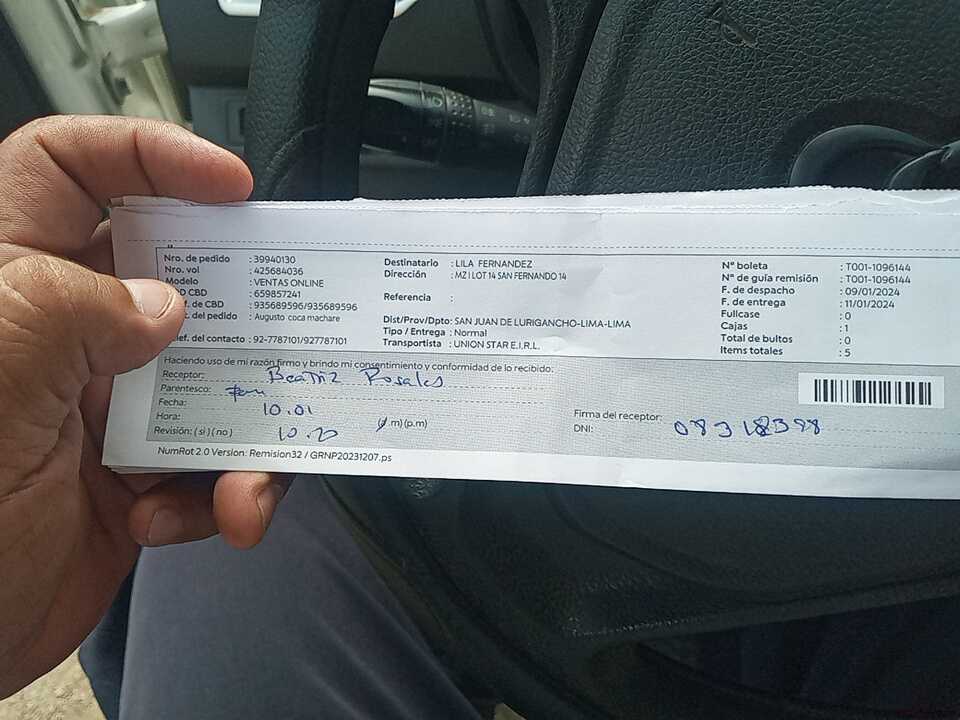 Nro. de pedido : 39940130
Nro. vol : 425684036
Modelo : VENTAS ONLINE
CBD : 659857241
. de CBD : 935689596/935689596
. del pedido : Augusto coca machare
elef. del contacto : 92-7787101/927787101
Destinatario : LILA FERNANDEZ
Dirección : MZ I LOT 14 SAN FERNANDO 14
Referencia :
Dist/Prov/Dpto: SAN JUAN DE LURIGANCHO-LIMA-LIMA
Tipo / Entrega : Normal
Transportista : UNION STAR E.I.R.L.
N° boleta : T001-1096144
N° de guía remisión : T001-1096144
F. de despacho : 09/01/2024
F. de entrega : 11/01/2024
Fullcase : 0
Cajas : 1
Total de bultos : 0
Items totales : 5
Haciendo uso de mi razón firmo y brindo mi consentimiento y conformidad de lo recibido.
Receptor: Beatriz Rosales
Parentesco:
Fecha: 10.01
Hora: 10.20 (a.m) (p.m)
Revisión: ( si ) ( no )
Firma del receptor:
DNI: 08318398
NumRot 2.0 Version: Remision32 / GRNP20231207.ps